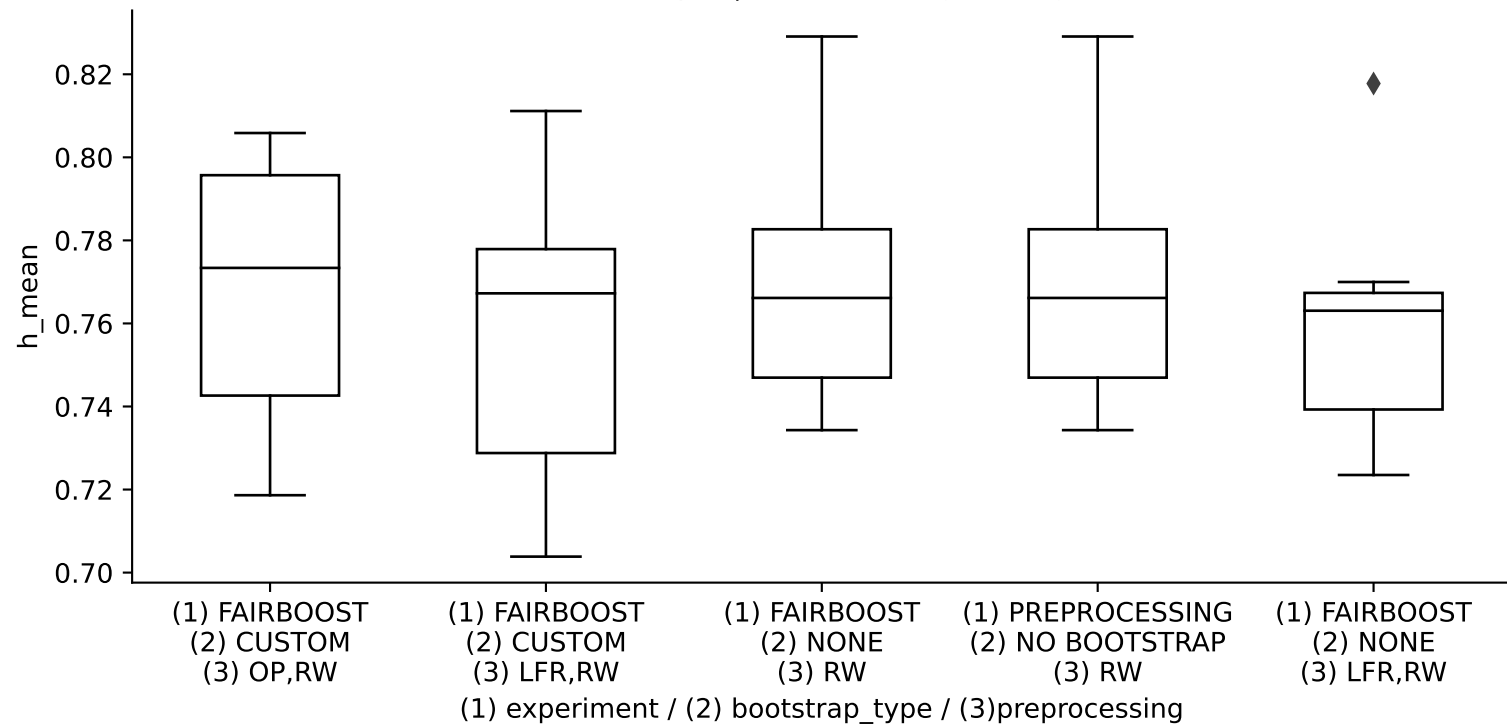 0.82
0.80
0.78
0.76
0.74
0.72
0.70
h_mean
(1) FAIRBOOST
(2) CUSTOM
(3) OP,RW
(1) FAIRBOOST
(2) CUSTOM
(3) LFR,RW
(1) FAIRBOOST
(2) NONE
(3) RW
(1) PREPROCESSING
(2) NO BOOTSTRAP
(3) RW
(1) FAIRBOOST
(2) NONE
(3) LFR,RW
(1) experiment / (2) bootstrap_type / (3)preprocessing